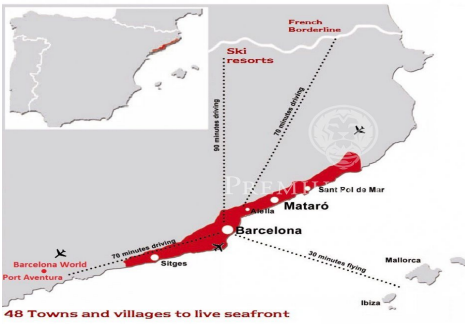 French
Borderline
Ski
resorts
90 minutes driving
70 minutes driving
PREMIUM
Sant Pol de Mar
Alella
Mataró
Barcelona
70 minutes driving
30 minutes flying
Barcelona World
Port Aventura
Sitges
Mallorca
Ibiza
48 Towns and villages to live seafront